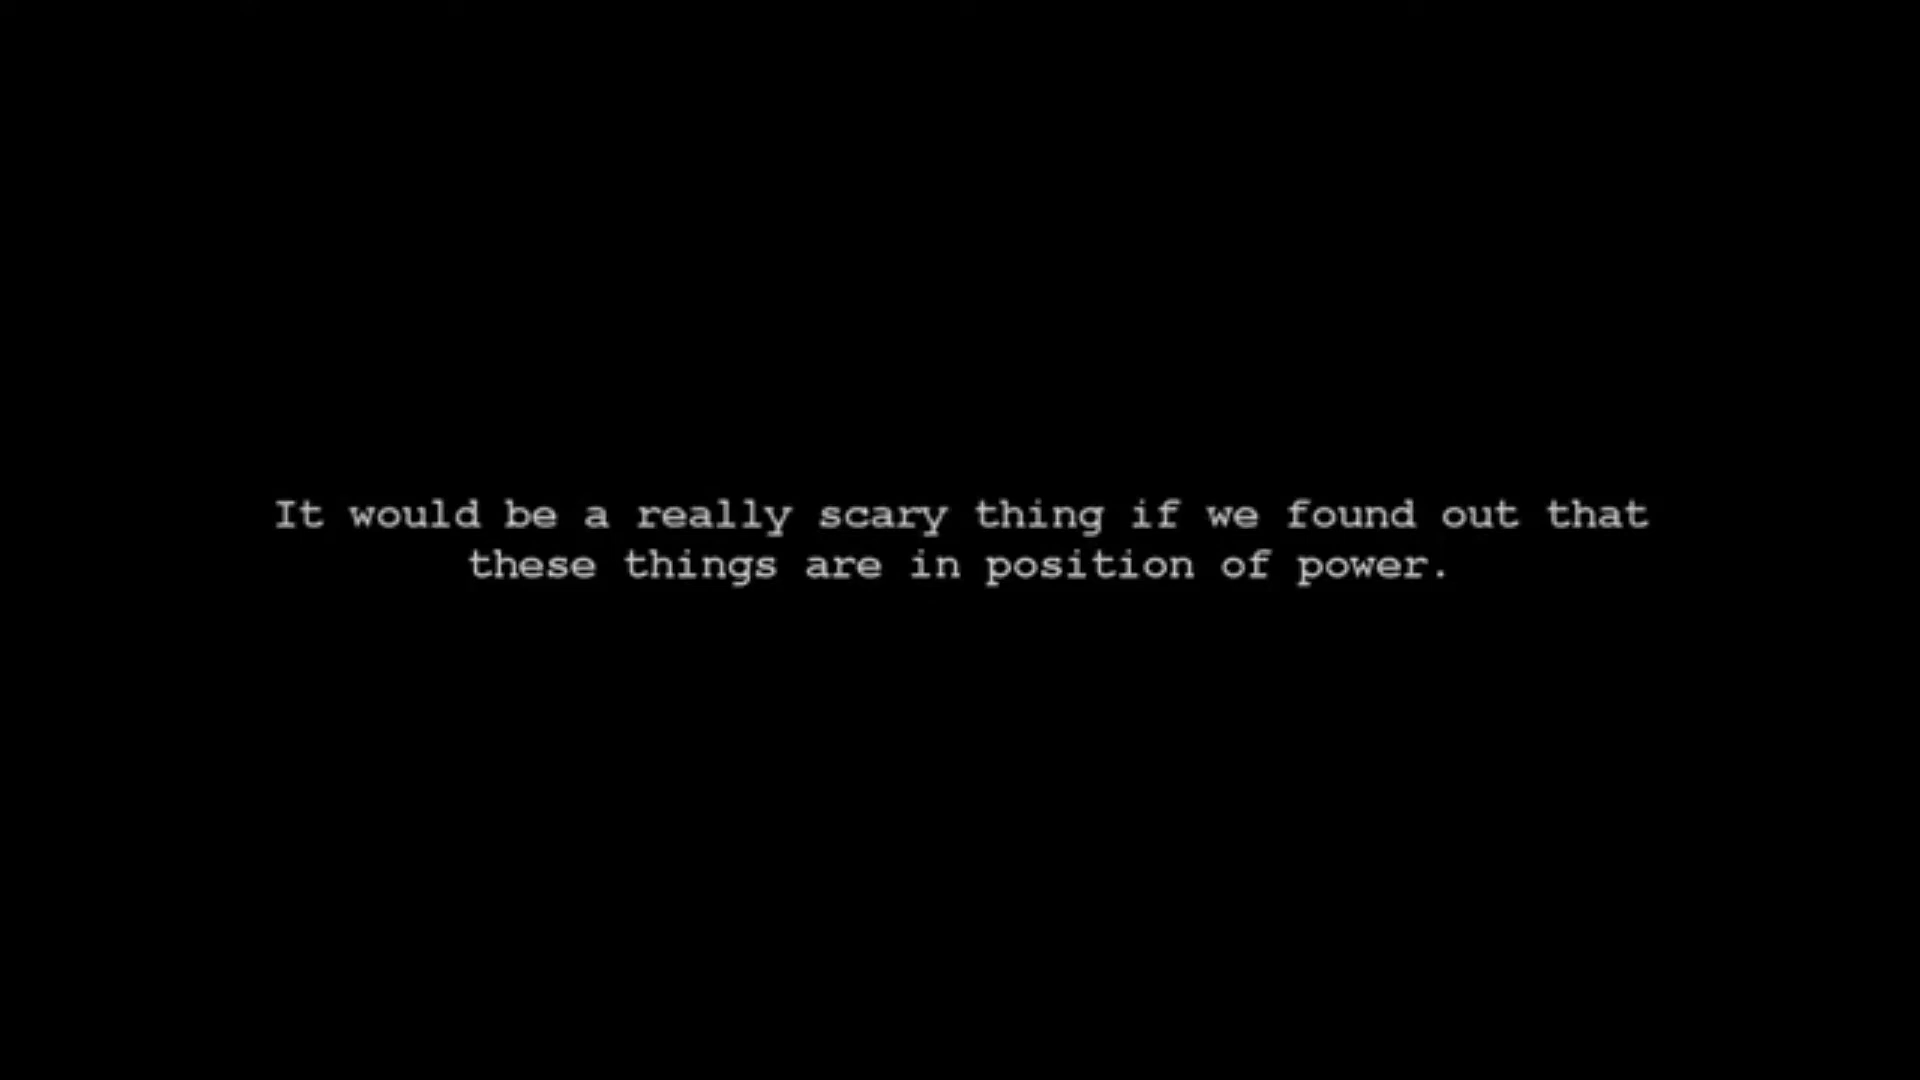 It would be a really scary thing if we found out that
these things are in position of power.